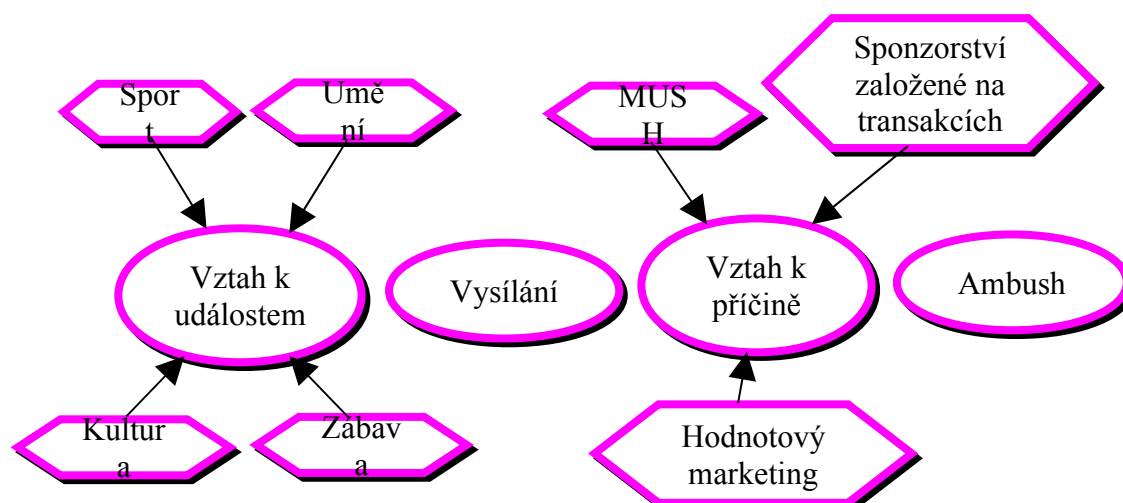 Spor
t
Umě
ní
MUS
H
Sponzorství
založené na
transakcích
Vztah k
událostem
Vysílání
Vztah k
příčině
Ambush
Kultur
a
Zábav
a
Hodnotový
marketing